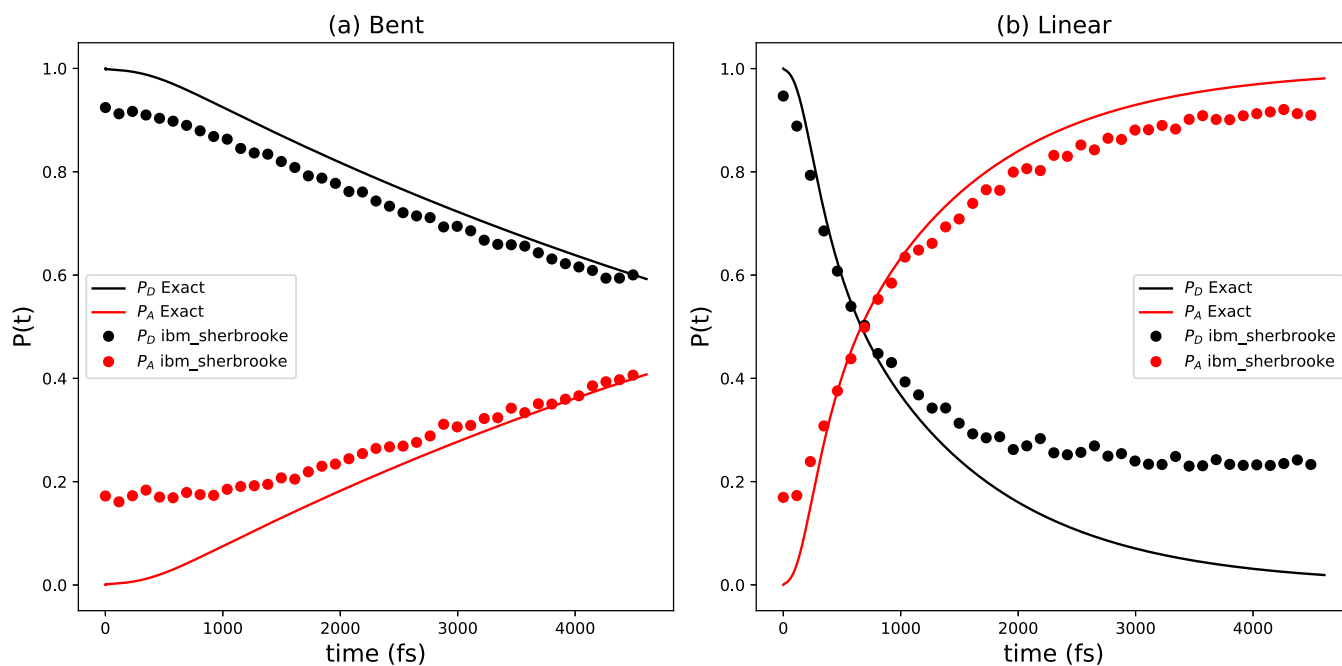 (a) Bent
P(t)
1.0
0.8
0.6
0.4
0.2
0.0
P_D Exact
P_A Exact
P_D ibm_sherbrooke
P_A ibm_sherbrooke
0 1000 2000 3000 4000
time (fs)
(b) Linear
P(t)
1.0
0.8
0.6
0.4
0.2
0.0
P_D Exact
P_A Exact
P_D ibm_sherbrooke
P_A ibm_sherbrooke
0 1000 2000 3000 4000
time (fs)